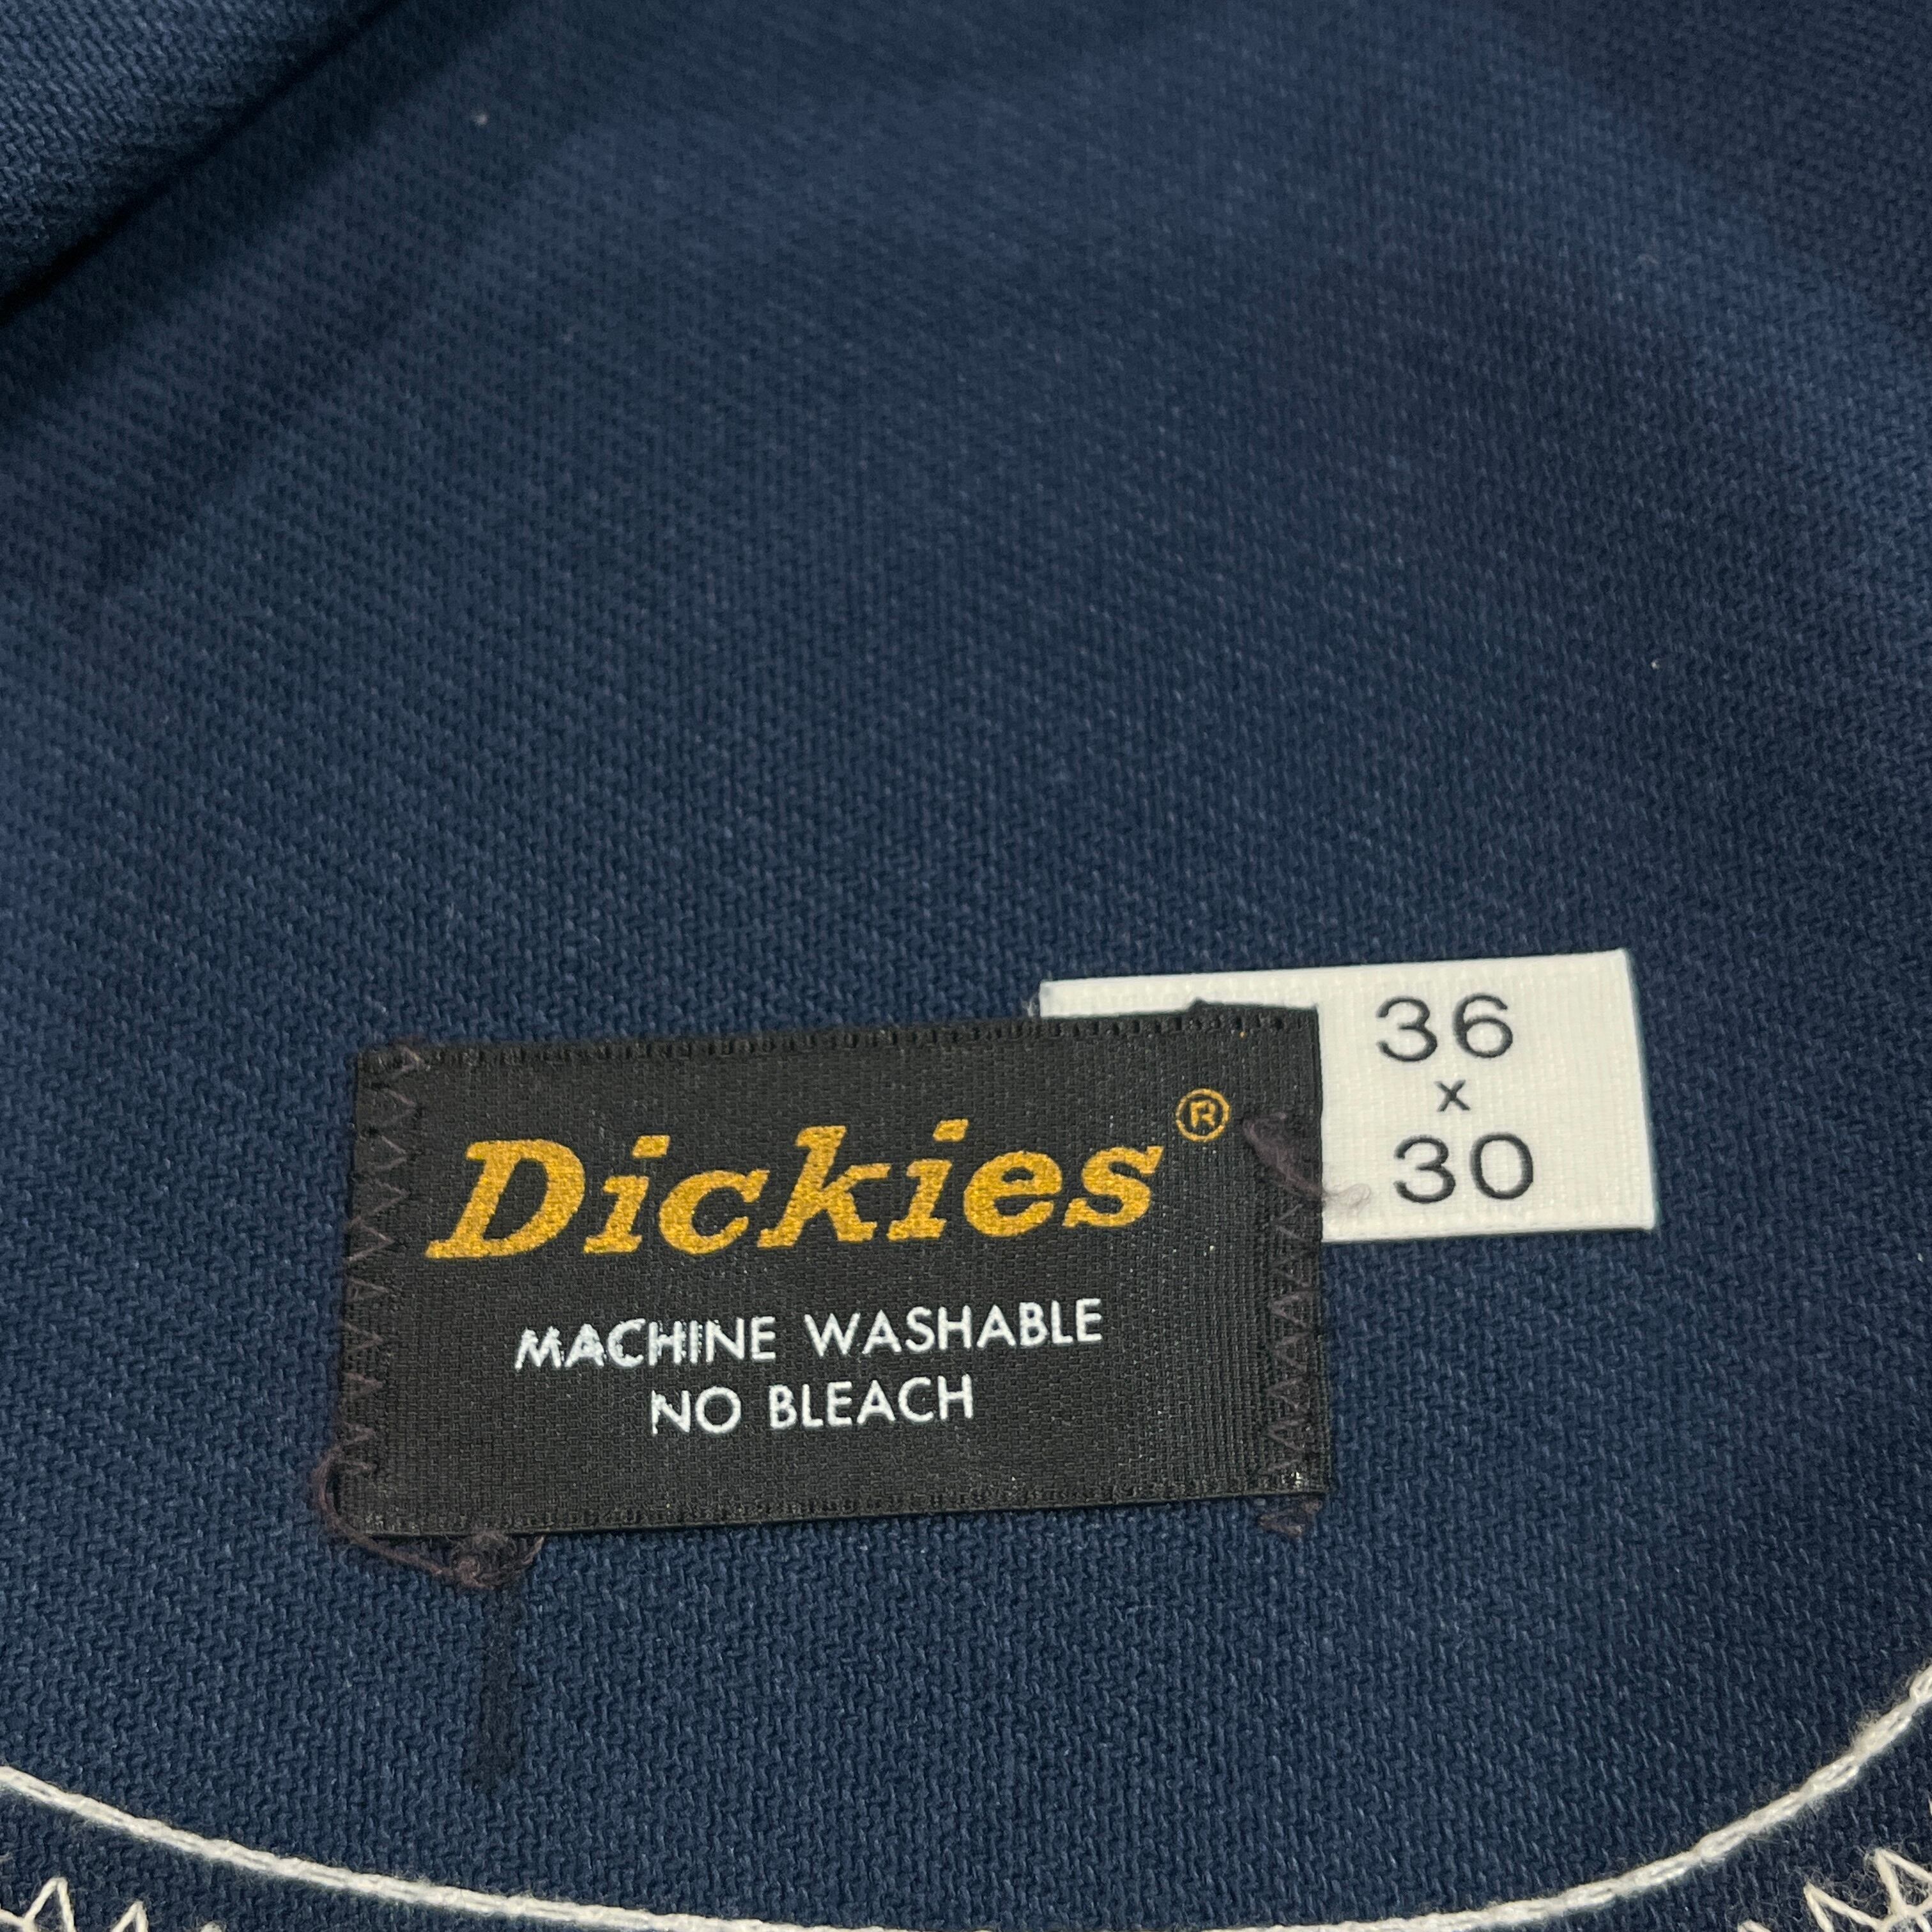 36
x
30
Dickies®
MACHINE WASHABLE
NO BLEACH